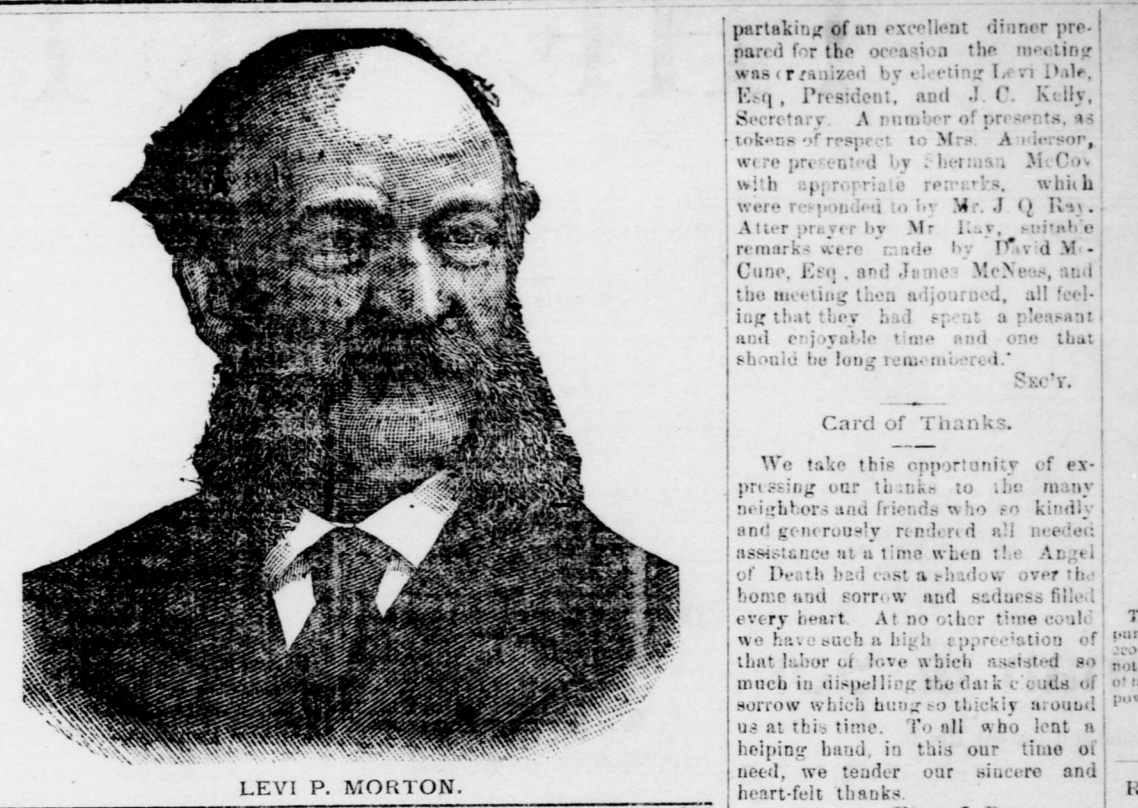 LEVI P. MORTON.
partaking of an excellent dinner pre-
pared for the occasion the meeting
was organized by electing Levi Dale,
Esq, President, and J. C. Kelly,
Secretary. A number of presents, as
tokens of respect to Mrs. Anderson,
were presented by Sherman McCoy
with appropriate remarks, which
were responded to by Mr. J Q Ray.
After prayer by Mr. Ray, suitable
remarks were made by David Mc-
Cune, Esq, and James McNees, and
the meeting then adjourned, all feel-
ing that they had spent a pleasant
and enjoyable time and one that
should be long remembered.
SEC'Y.
Card of Thanks.
We take this opportunity of ex-
pressing our thanks to the many
neighbors and friends who so kindly
and generously rendered all needed
assistance at a time when the Angel
of Death had cast a shadow over the
home and sorrow and sadness filled
every heart. At no other time could
we have such a high appreciation of
that labor of love which assisted so
much in dispelling the dark clouds of
sorrow which hung so thickly around
us at this time. To all who lent a
helping hand, in this our time of
need, we tender our sincere and
heart-felt thanks.